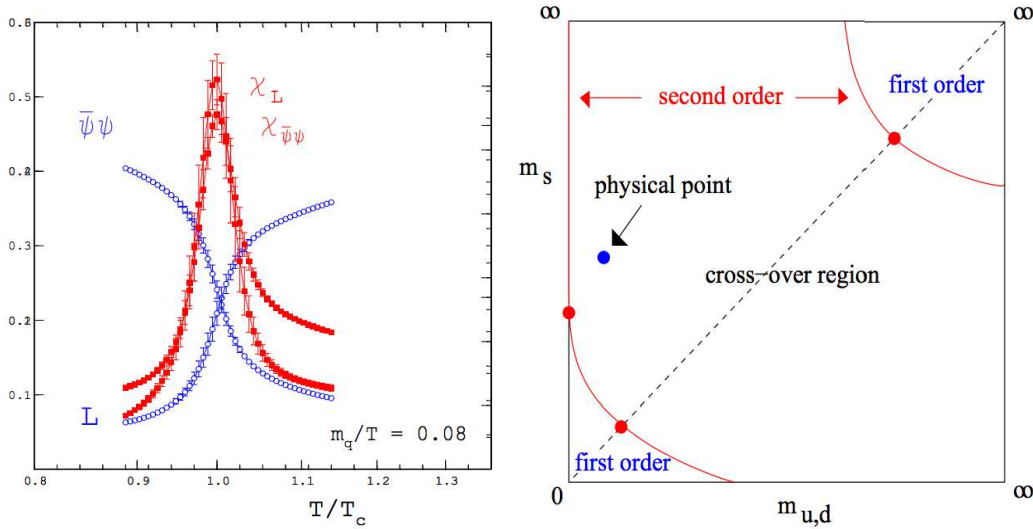 0.6
0.5
0.3
0.2
0.1
0.8
0.9
1.0
1.1
1.2
1.3
ψ̄ψ
χ_L
χ_ψ̄ψ
L
m_q/T = 0.08
T/T_c
∞
∞
first order
second order
m_s
physical point
cross-over region
first order
0
m_u,d
∞